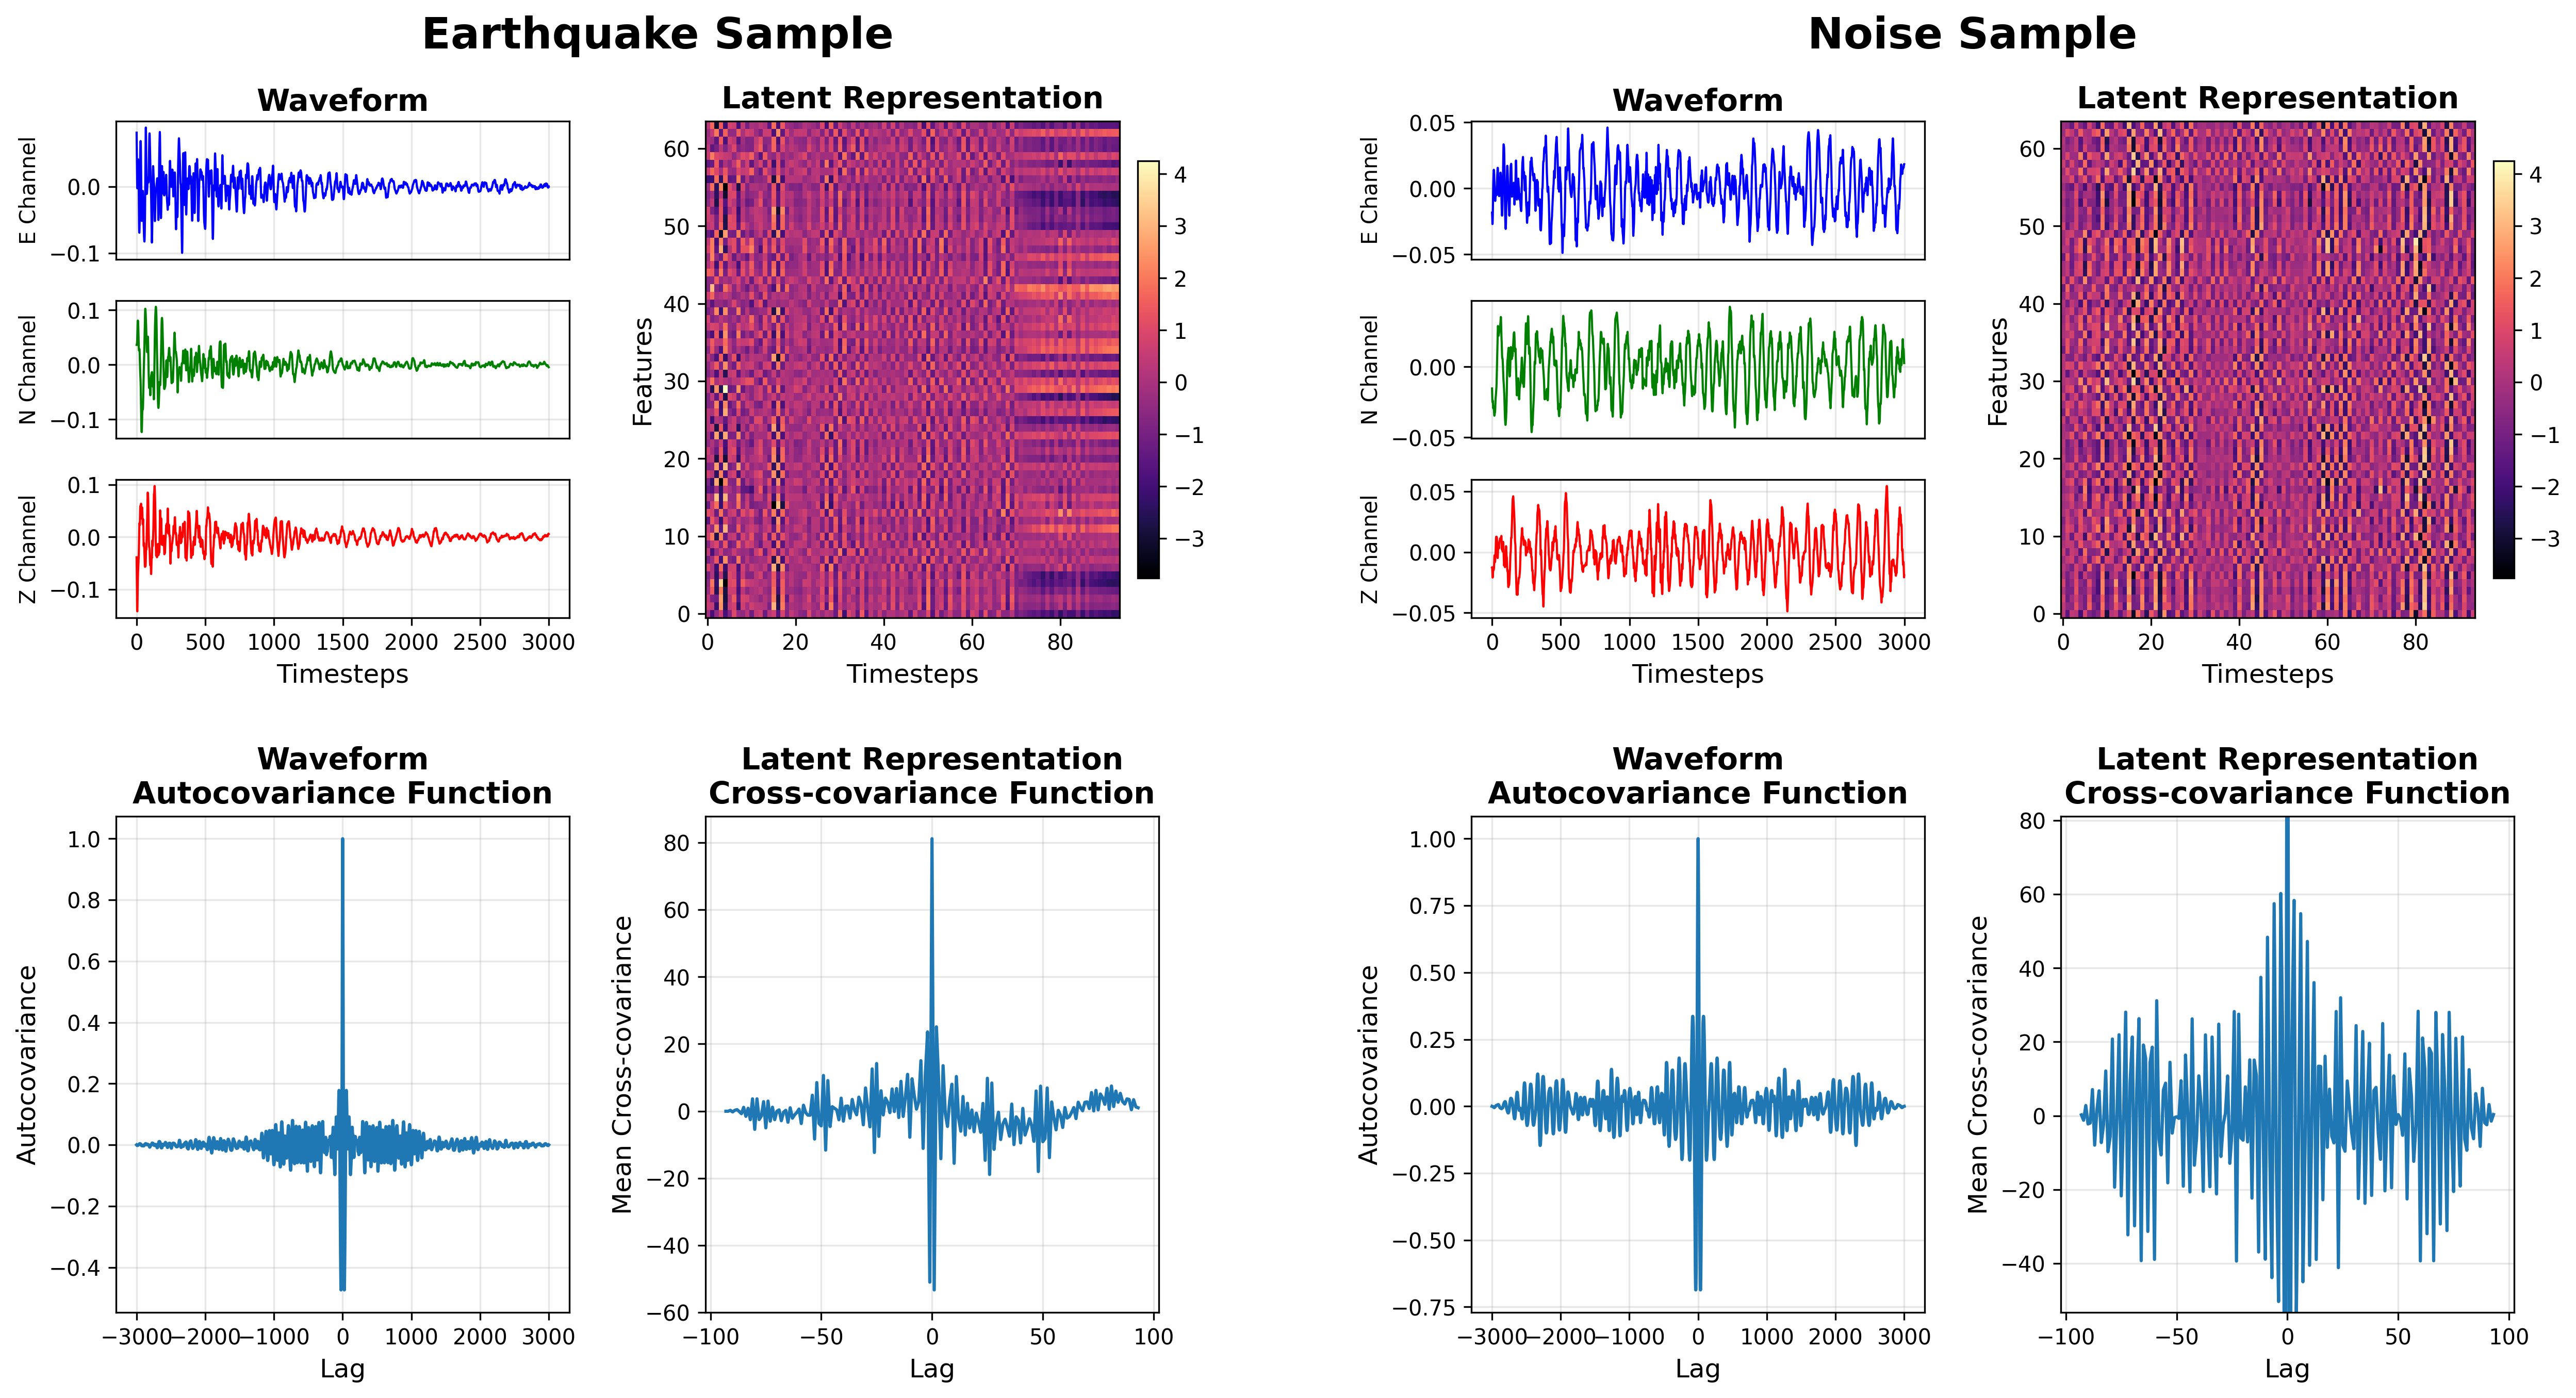 Earthquake Sample
Noise Sample
Waveform
E Channel
0.0
−0.1
N Channel
0.1
0.0
−0.1
Z Channel
0.1
0.0
−0.1
0 500 1000 1500 2000 2500 3000
Timesteps
Latent Representation
Features
60
50
40
30
20
10
0
0 20 40 60 80
Timesteps
4
3
2
1
0
−1
−2
−3
Waveform
E Channel
0.05
0.00
−0.05
N Channel
0.00
−0.05
Z Channel
0.05
0.00
−0.05
0 500 1000 1500 2000 2500 3000
Timesteps
Latent Representation
Features
60
50
40
30
20
10
0
0 20 40 60 80
Timesteps
4
3
2
1
0
−1
−2
−3
Waveform
Autocovariance Function
Autocovariance
1.0
0.8
0.6
0.4
0.2
0.0
−0.2
−0.4
−3000 −2000 −1000 0 1000 2000 3000
Lag
Latent Representation
Cross-covariance Function
Mean Cross-covariance
80
60
40
20
0
−20
−40
−60
−100 −50 0 50 100
Lag
Waveform
Autocovariance Function
Autocovariance
1.00
0.75
0.50
0.25
0.00
−0.25
−0.50
−0.75
−3000 −2000 −1000 0 1000 2000 3000
Lag
Latent Representation
Cross-covariance Function
Mean Cross-covariance
80
60
40
20
0
−20
−40
−100 −50 0 50 100
Lag